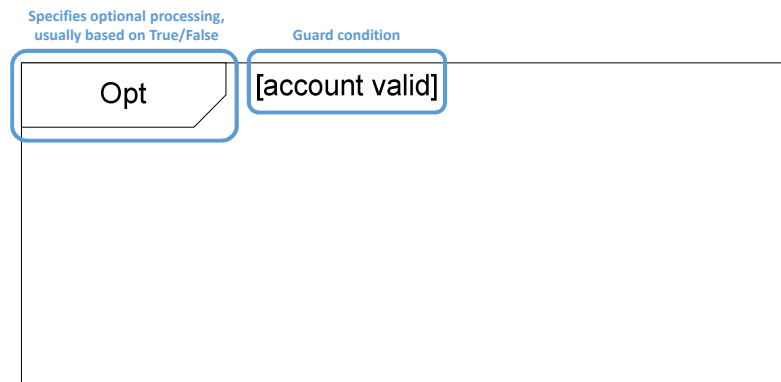 Specifies optional processing,
usually based on True/False
Guard condition
Opt
[account valid]